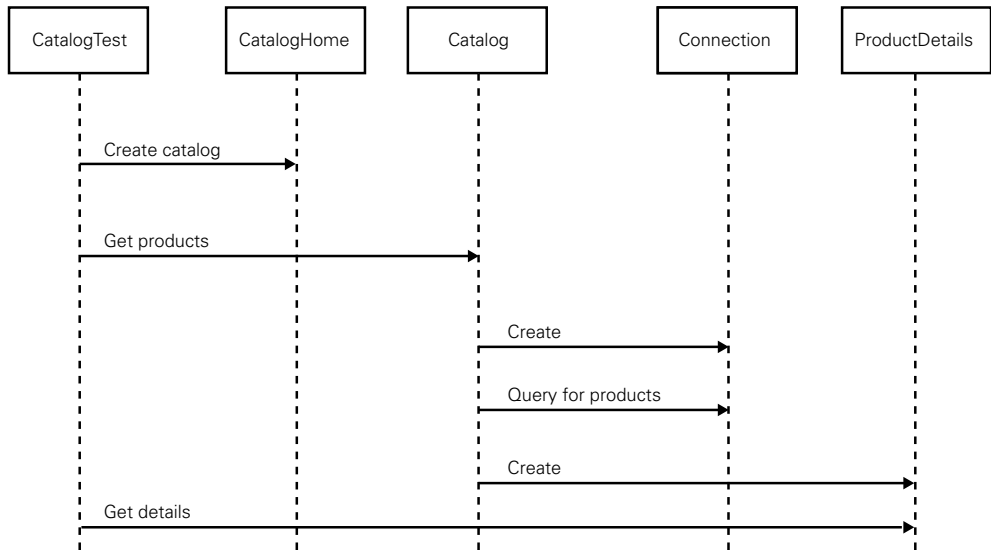 CatalogTest
CatalogHome
Catalog
Connection
ProductDetails
Create catalog
Get products
Create
Query for products
Create
Get details